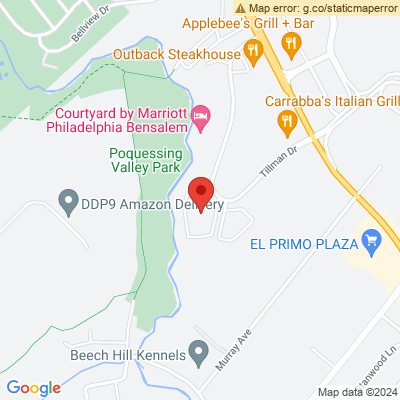 Map error: g.co/staticmaperror
Bellview Dr
Applebee's Grill + Bar
Outback Steakhouse
Carrabba's Italian Grill
Courtyard by Marriott
Philadelphia Bensalem
Poquessing
Valley Park
Tillman Dr
DDP9 Amazon Delivery
EL PRIMO PLAZA
Murray Ave
Beech Hill Kennels
anwood Ln
Google
Map data ©2024